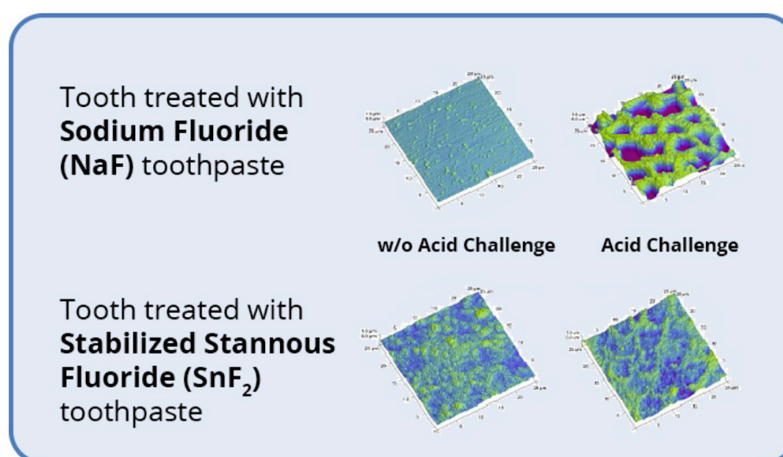 Tooth treated with
Sodium Fluoride
(NaF) toothpaste
w/o Acid Challenge
Acid Challenge
Tooth treated with
Stabilized Stannous
Fluoride (SnF₂)
toothpaste